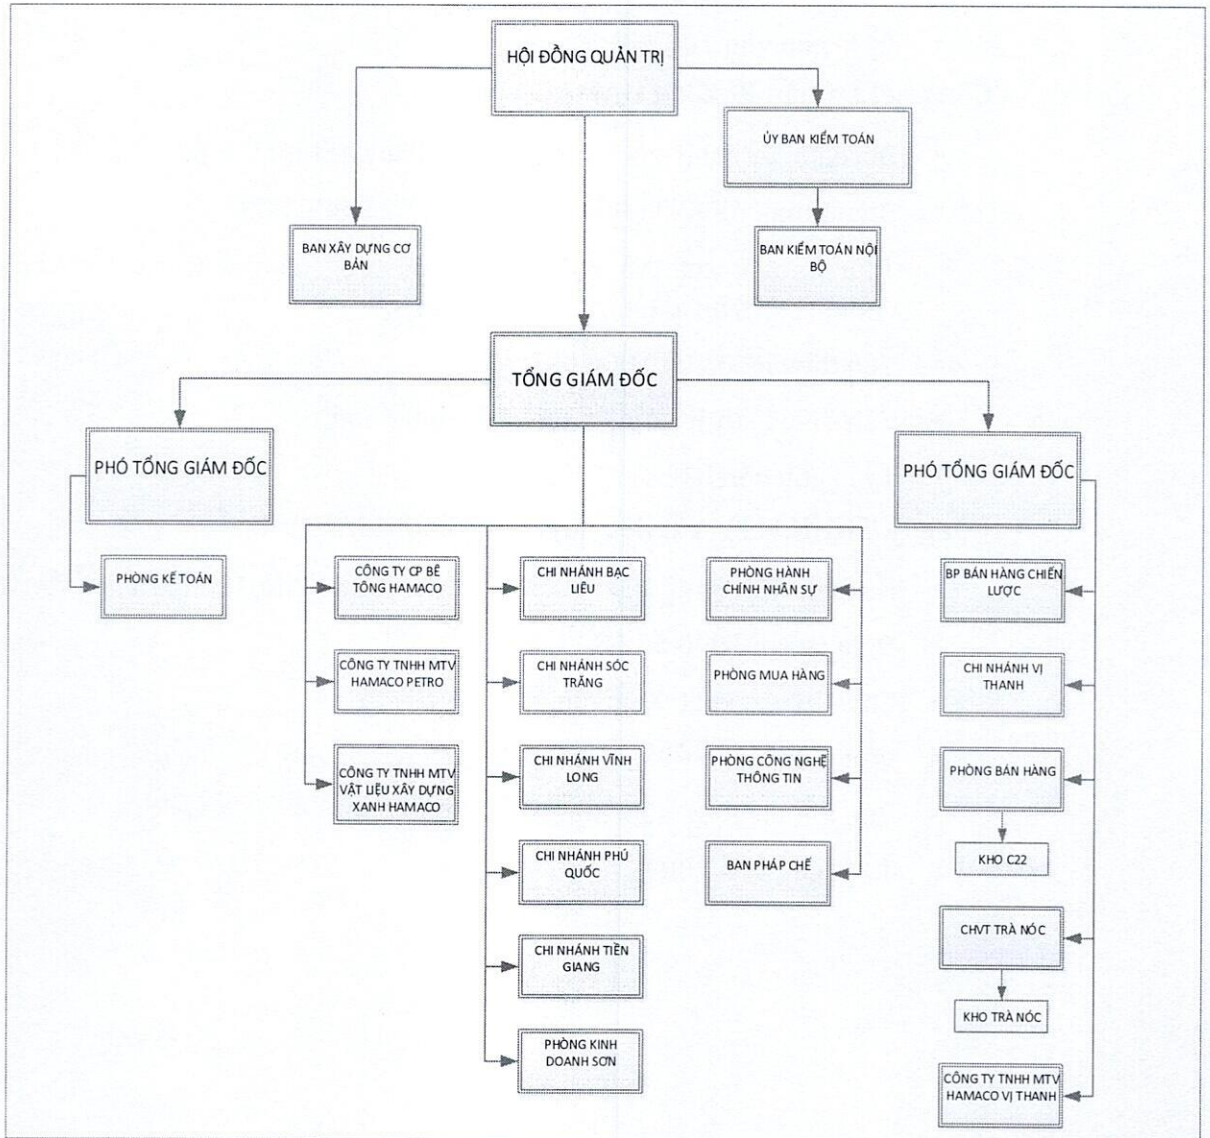 HỘI ĐỒNG QUẢN TRỊ
ỦY BAN KIỂM TOÁN
BAN XÂY DỰNG CƠ
BẢN
BAN KIỂM TOÁN NỘI
BỘ
TỔNG GIÁM ĐỐC
PHÓ TỔNG GIÁM ĐỐC
PHÒNG KẾ TOÁN
CÔNG TY CP BÊ
TÔNG HAMACO
CÔNG TY TNHH MTV
HAMACO PETRO
CÔNG TY TNHH MTV
VẬT LIỆU XÂY DỰNG
XANH HAMACO
CHI NHÁNH BẠC
LIÊU
CHI NHÁNH SÓC
TRĂNG
CHI NHÁNH VĨNH
LONG
CHI NHÁNH PHÚ
QUỐC
CHI NHÁNH TIỀN
GIANG
PHÒNG KINH
DOANH SƠN
PHÒNG HÀNH
CHÍNH NHÂN SỰ
PHÒNG MUA HÀNG
PHÒNG CÔNG NGHỆ
THÔNG TIN
BAN PHÁP CHẾ
PHÓ TỔNG GIÁM ĐỐC
BP BÁN HÀNG CHIẾN
LƯỢC
CHI NHÁNH VỊ
THANH
PHÒNG BÁN HÀNG
KHO C22
CHVT TRÀ NÓC
KHO TRÀ NÓC
CÔNG TY TNHH MTV
HAMACO VỊ THANH